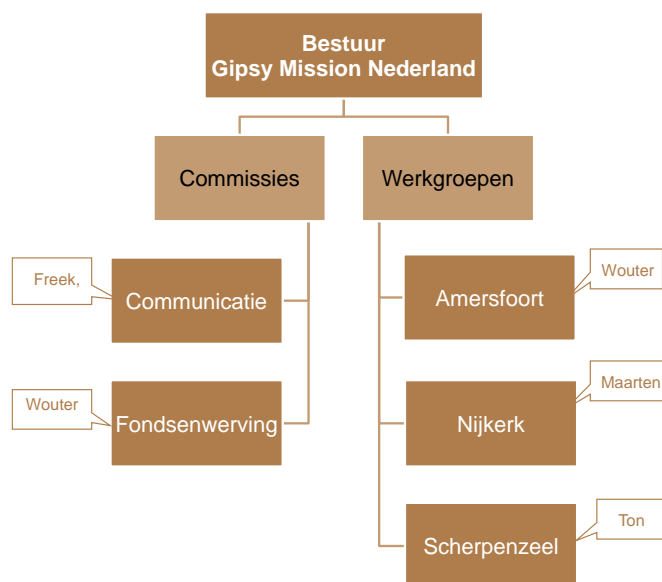 Bestuur
Gipsy Mission Nederland
Commissies
Werkgroepen
Freek,
Communicatie
Wouter
Fondsenwerving
Amersfoort
Wouter
Nijkerk
Maarten
Scherpenzeel
Ton